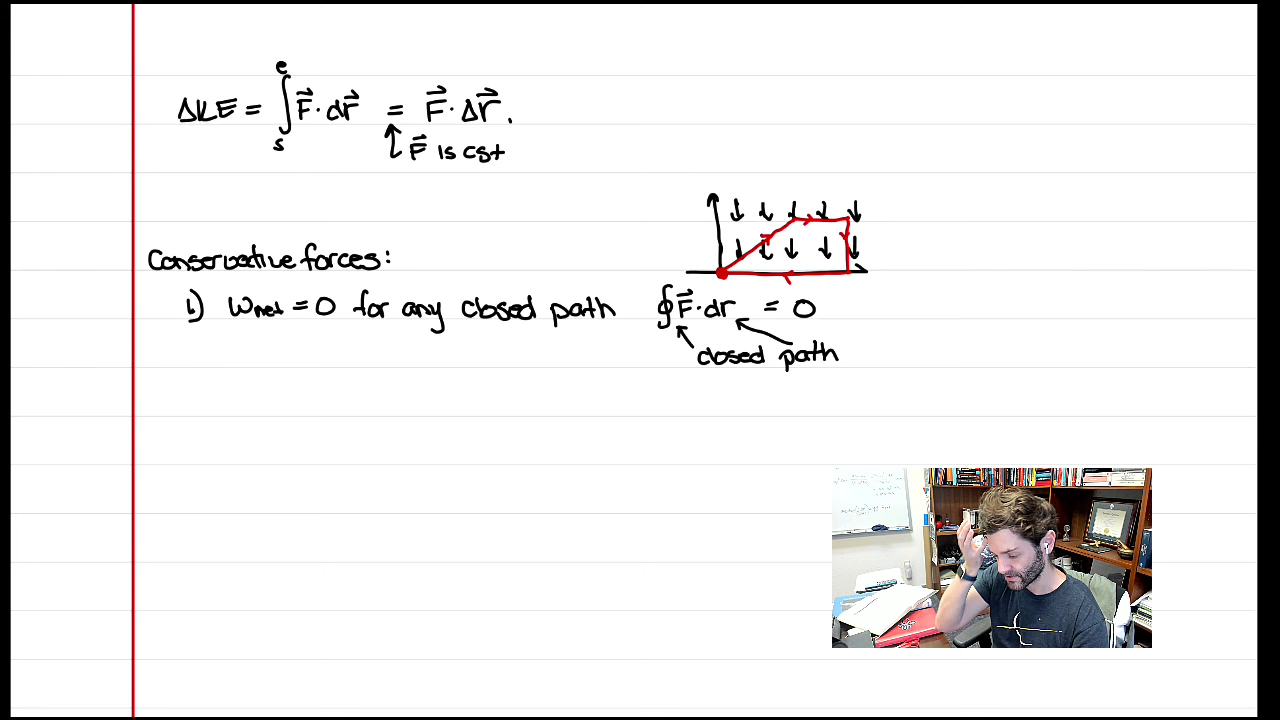 ΔKE = ∫ₛᵉ F⃗ · dr⃗ = F⃗ · Δr⃗.
F⃗ is cst
Conservative forces:
1.) Wnet = 0 for any closed path ∮F⃗ · dr = 0
closed path